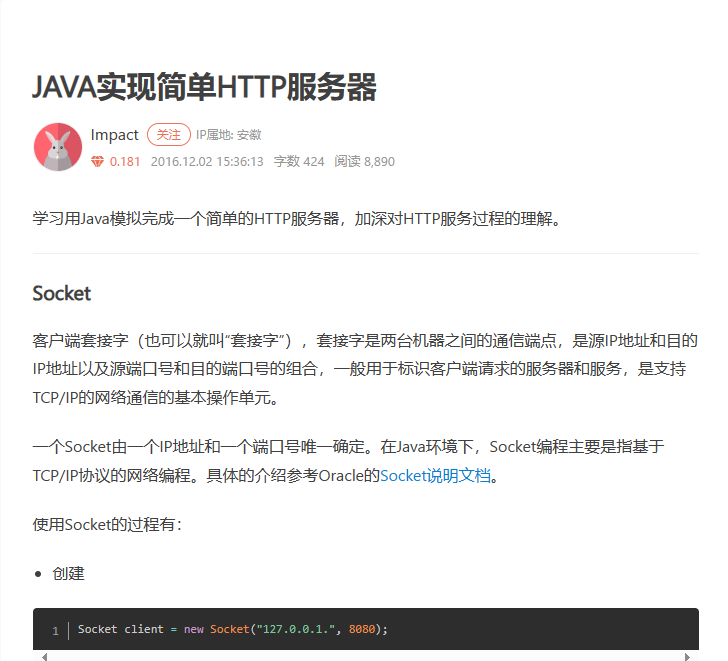 JAVA实现简单HTTP服务器
Impact 关注 IP属地: 安徽
0.181 2016.12.02 15:36:13 字数 424 阅读 8,890
学习用Java模拟完成一个简单的HTTP服务器，加深对HTTP服务过程的理解。
Socket
客户端套接字（也可以就叫“套接字”），套接字是两台机器之间的通信端点，是源IP地址和目的
IP地址以及源端口号和目的端口号的组合，一般用于标识客户端请求的服务器和服务，是支持
TCP/IP的网络通信的基本操作单元。
一个Socket由一个IP地址和一个端口号唯一确定。在Java环境下，Socket编程主要是指基于
TCP/IP协议的网络编程。具体的介绍参考Oracle的Socket说明文档。
使用Socket的过程有：
• 创建
1 Socket client = new Socket("127.0.0.1.", 8080);